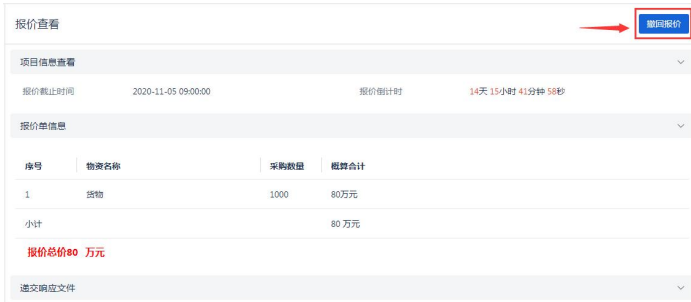 报价查看 撤回报价
项目信息查看
报价截止时间 2020-11-05 09:00:00 报价倒计时 14天 15小时 41分钟 58秒
报价单信息
序号 物资名称 采购数量 概算合计
1 货物 1000 80万元
小计 80 万元
报价总价80 万元
递交响应文件